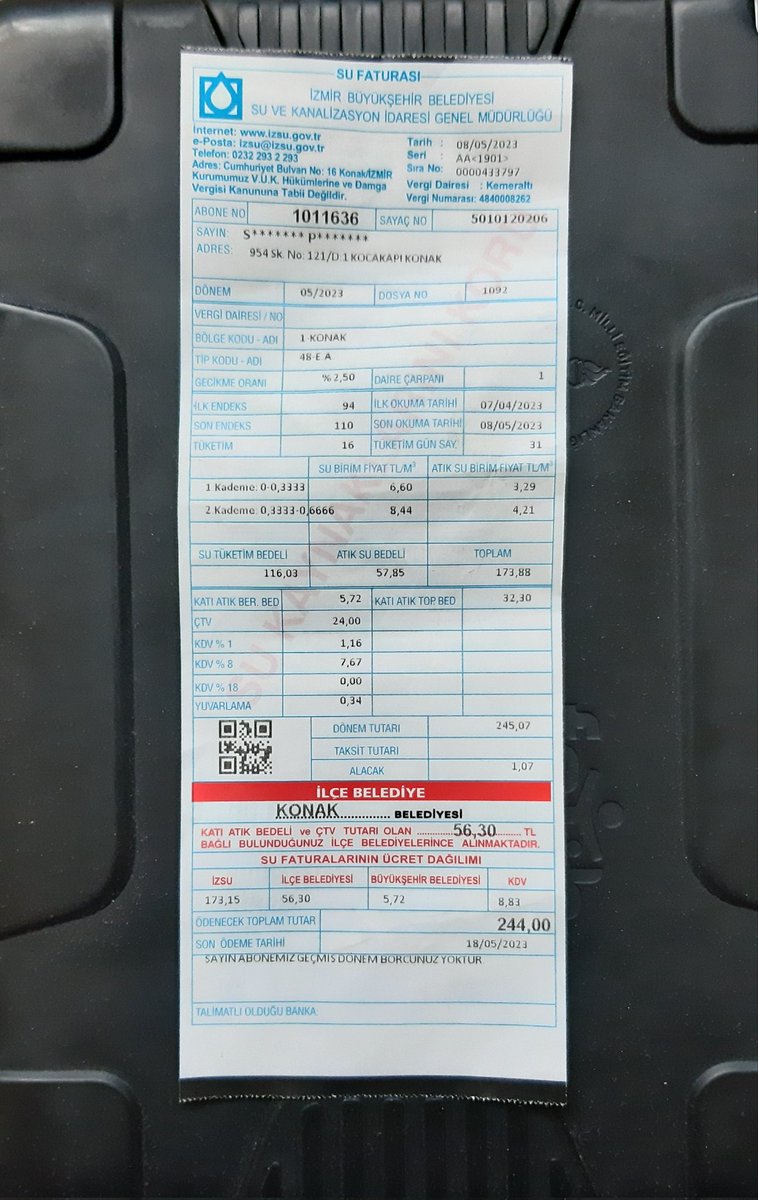 SU FATURASI
İZMİR BÜYÜKŞEHİR BELEDİYESİ
SU VE KANALİZASYON İDARESİ GENEL MÜDÜRLÜĞÜ
İnternet: www.izsu.gov.tr
e-Posta: izsu@izsu.gov.tr
Telefon: 0232 293 2 293
Adres: Cumhuriyet Bulvarı No: 16 Konak/İZMİR
Kurumumuz V.U.K. Hükümlerine ve Damga
Vergisi Kanununa Tabii Değildir.
Tarih : 08/05/2023
Seri : AA<1901>
Sıra No: 0000433797
Vergi Dairesi : Kemeraltı
Vergi Numarası: 4840008262
ABONE NO 1011636 SAYAÇ NO 5010120206
SAYIN: S******* P*******
ADRES: 954 Sk. No: 121/D.1 KOCAKAPI KONAK
DÖNEM 05/2023 DOSYA NO 1092
VERGİ DAİRESİ / NO
BÖLGE KODU - ADI 1-KONAK
TİP KODU - ADI 48-E.A.
GECİKME ORANI %2,50 DAİRE ÇARPANI 1
İLK ENDEKS 94 İLK OKUMA TARİHİ 07/04/2023
SON ENDEKS 110 SON OKUMA TARİHİ 08/05/2023
TÜKETİM 16 TÜKETİM GÜN SAY. 31
SU BİRİM FİYAT TL/M³ ATIK SU BİRİM FİYAT TL/M³
1 Kademe: 0-0,3333 6,60 3,29
2 Kademe: 0,3333-0,6666 8,44 4,21
SU TÜKETİM BEDELİ ATIK SU BEDELİ TOPLAM
116,03 57,85 173,88
KATI ATIK BER. BED 5,72 KATI ATIK TOP.BED 32,30
ÇTV 24,00
KDV % 1 1,16
KDV % 8 7,67
KDV % 18 0,00
YUVARLAMA 0,34
DÖNEM TUTARI 245,07
TAKSİT TUTARI
ALACAK 1,07
İLÇE BELEDİYE
KONAK.............. BELEDİYESİ
KATI ATIK BEDELİ ve ÇTV TUTARI OLAN ............56,30........ TL
BAĞLI BULUNDUĞUNUZ İLÇE BELEDİYELERİNCE ALINMAKTADIR.
SU FATURALARININ ÜCRET DAĞILIMI
İZSU İLÇE BELEDİYESİ BÜYÜKŞEHİR BELEDİYESİ KDV
173,15 56,30 5,72 8,83
ÖDENECEK TOPLAM TUTAR 244,00
SON ÖDEME TARİHİ 18/05/2023
SAYIN ABONEMİZ GEÇMİŞ DÖNEM BORCUNUZ YOKTUR.
TALİMATLI OLDUĞU BANKA: